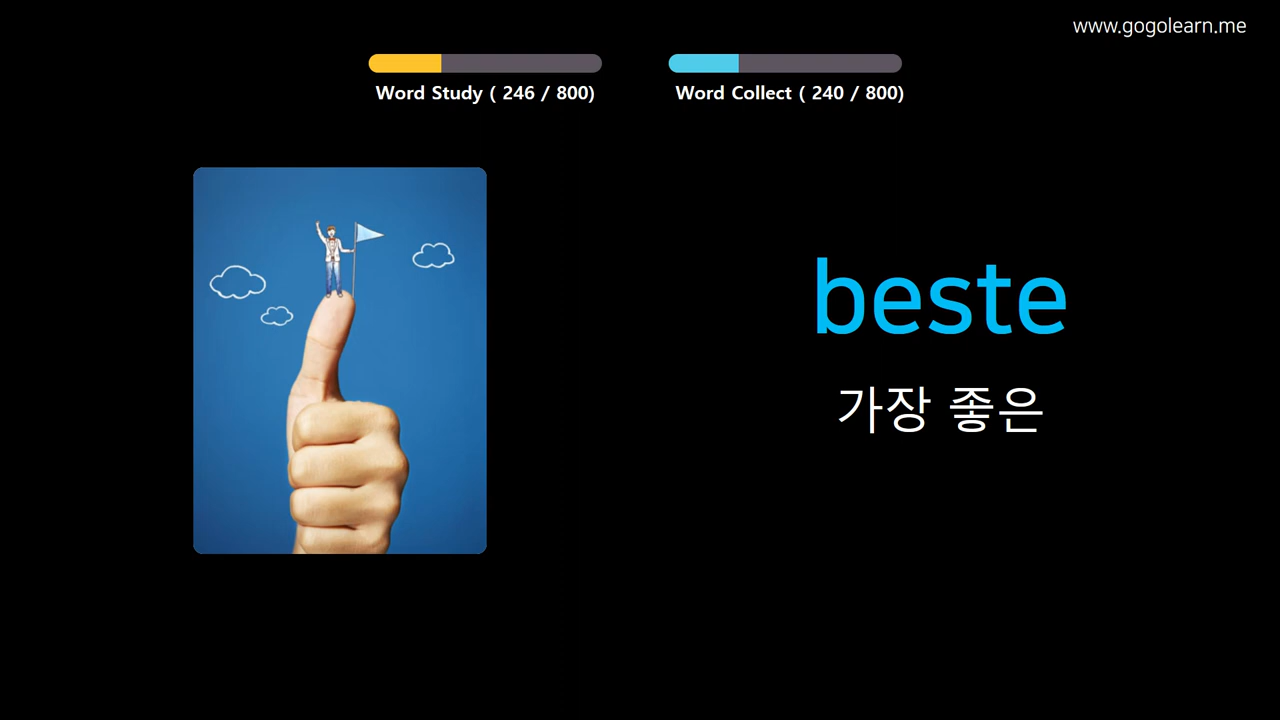 www.gogolearn.me
Word Study ( 246 / 800)
Word Collect ( 240 / 800)
beste
가장 좋은